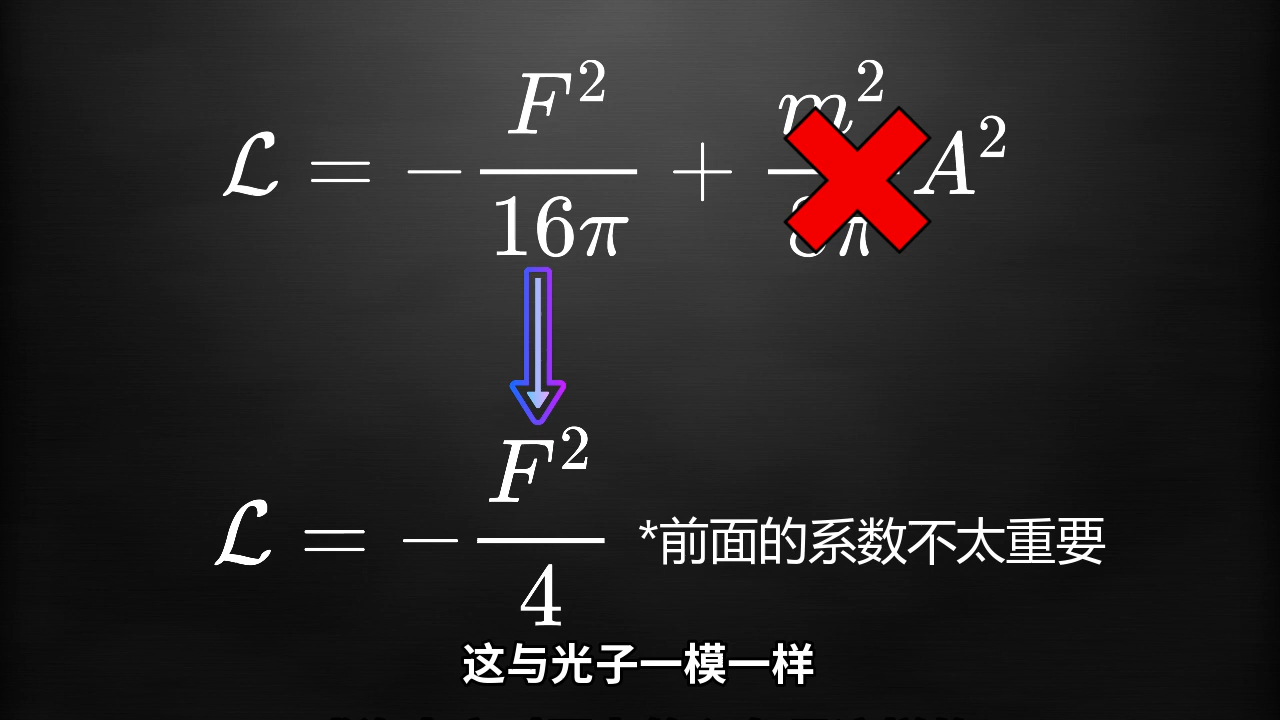 ℒ = −F²/16π + m²/8π A²
ℒ = −F²/4 *前面的系数不太重要
这与光子一模一样